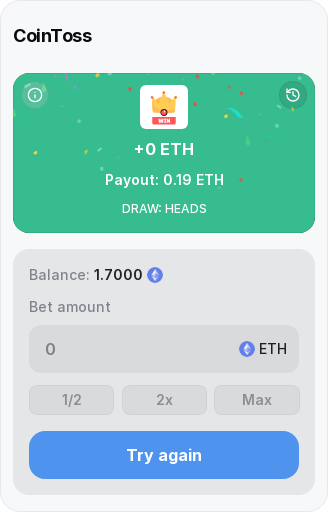 CoinToss
WIN
+0 ETH
Payout: 0.19 ETH
DRAW: HEADS
Balance: 1.7000
Bet amount
0 ETH
1/2 2x Max
Try again